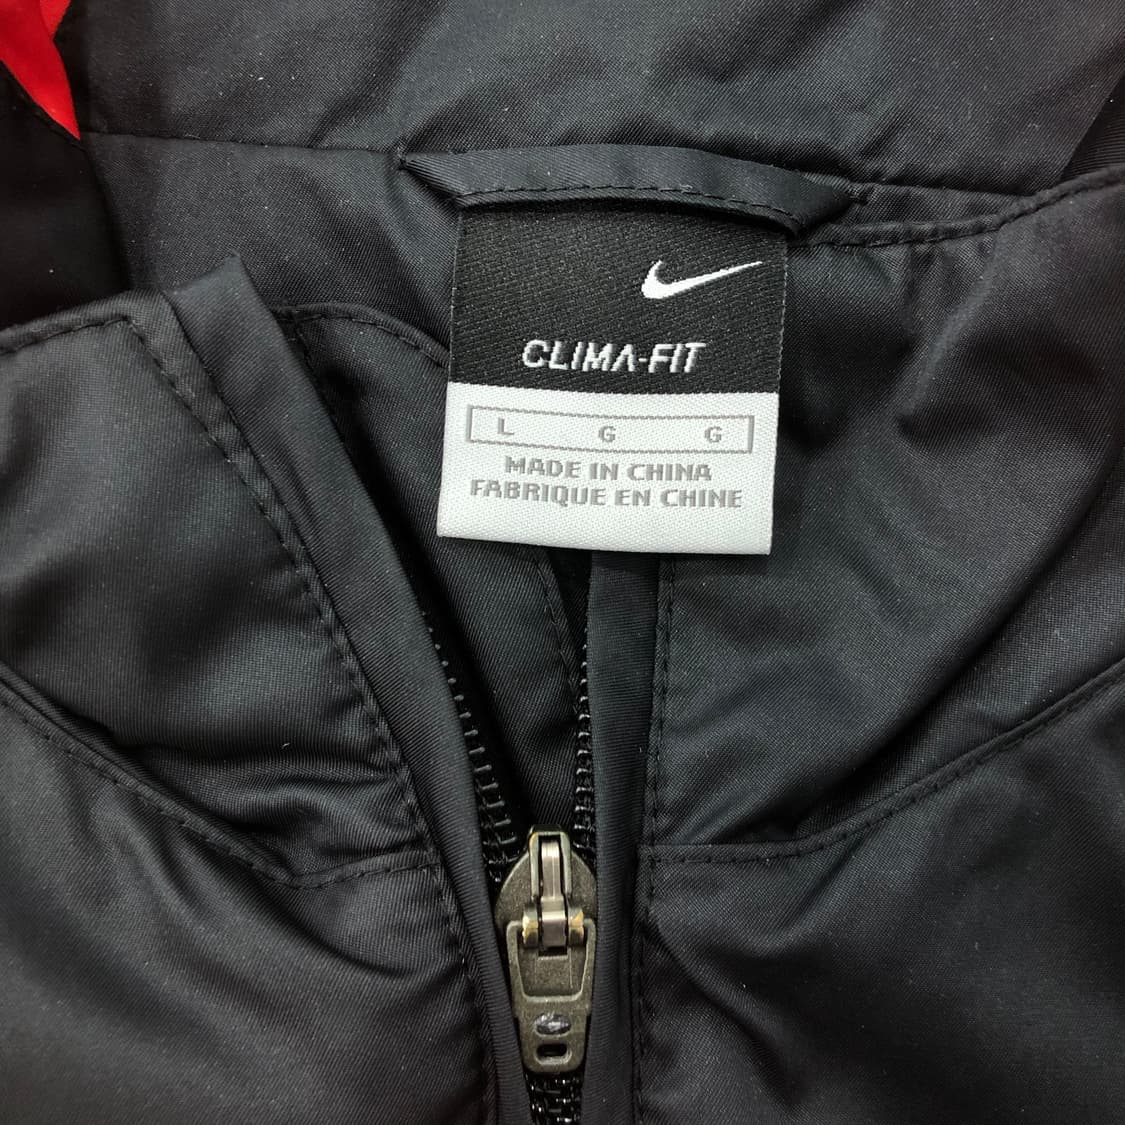 CLIMA-FIT
L G G
MADE IN CHINA
FABRIQUE EN CHINE